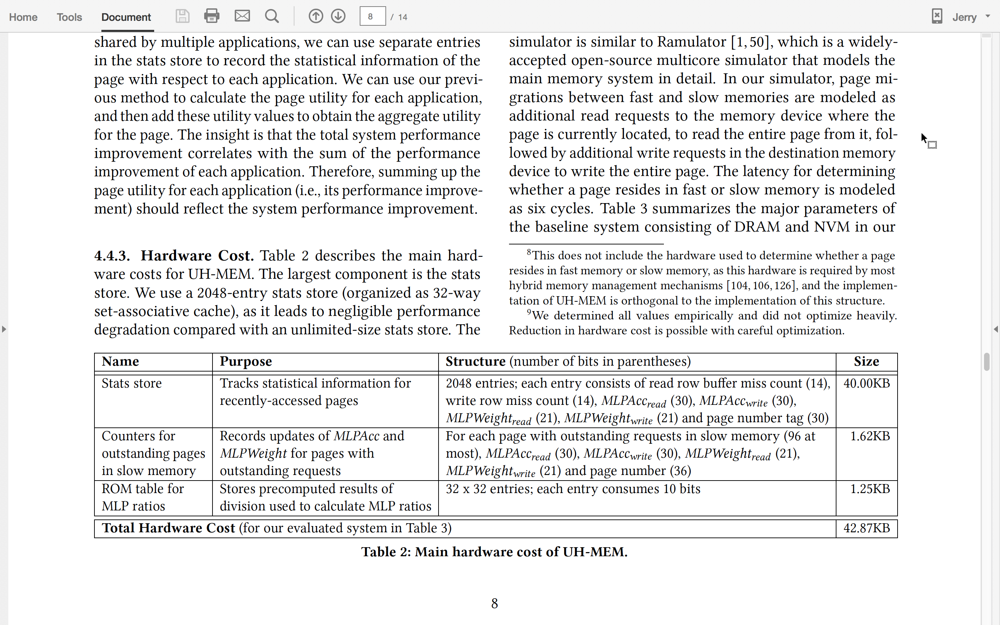 Home Tools Document 8 / 14 Jerry
shared by multiple applications, we can use separate entries
in the stats store to record the statistical information of the
page with respect to each application. We can use our previ-
ous method to calculate the page utility for each application,
and then add these utility values to obtain the aggregate utility
for the page. The insight is that the total system performance
improvement correlates with the sum of the performance
improvement of each application. Therefore, summing up the
page utility for each application (i.e., its performance improve-
ment) should reflect the system performance improvement.
4.4.3. Hardware Cost. Table 2 describes the main hard-
ware costs for UH-MEM. The largest component is the stats
store. We use a 2048-entry stats store (organized as 32-way
set-associative cache), as it leads to negligible performance
degradation compared with an unlimited-size stats store. The
simulator is similar to Ramulator [1, 50], which is a widely-
accepted open-source multicore simulator that models the
main memory system in detail. In our simulator, page mi-
grations between fast and slow memories are modeled as
additional read requests to the memory device where the
page is currently located, to read the entire page from it, fol-
lowed by additional write requests in the destination memory
device to write the entire page. The latency for determining
whether a page resides in fast or slow memory is modeled
as six cycles. Table 3 summarizes the major parameters of
the baseline system consisting of DRAM and NVM in our
8This does not include the hardware used to determine whether a page
resides in fast memory or slow memory, as this hardware is required by most
hybrid memory management mechanisms [104, 106, 126], and the implemen-
tation of UH-MEM is orthogonal to the implementation of this structure.
9We determined all values empirically and did not optimize heavily.
Reduction in hardware cost is possible with careful optimization.
Name Purpose Structure (number of bits in parentheses) Size
Stats store Tracks statistical information for 2048 entries; each entry consists of read row buffer miss count (14), 40.00KB
recently-accessed pages write row miss count (14), MLPAccread (30), MLPAccwrite (30),
MLPWeightread (21), MLPWeightwrite (21) and page number tag (30)
Counters for Records updates of MLPAcc and For each page with outstanding requests in slow memory (96 at 1.62KB
outstanding pages MLPWeight for pages with most), MLPAccread (30), MLPAccwrite (30), MLPWeightread (21),
in slow memory outstanding requests MLPWeightwrite (21) and page number (36)
ROM table for Stores precomputed results of 32 x 32 entries; each entry consumes 10 bits 1.25KB
MLP ratios division used to calculate MLP ratios
Total Hardware Cost (for our evaluated system in Table 3) 42.87KB
Table 2: Main hardware cost of UH-MEM.
8